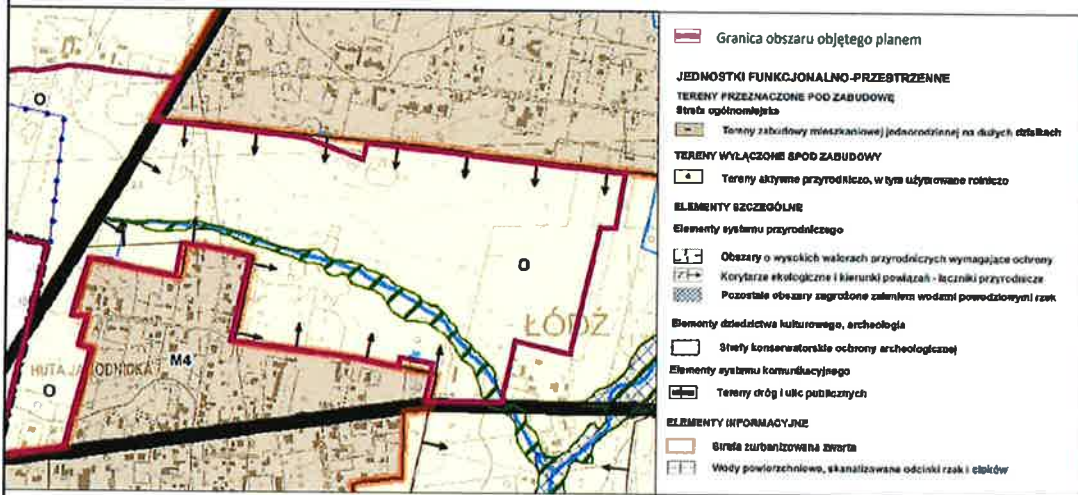 O
O
ŁÓDŹ
M4
HUTA JAGODNICKA
O
Granica obszaru objętego planem
JEDNOSTKI FUNKCJONALNO-PRZESTRZENNE
TERENY PRZEZNACZONE POD ZABUDOWĘ
Strefa ogólnomiejska
Tereny zabudowy mieszkaniowej jednorodzinnej na dużych działkach
TERENY WYŁĄCZONE SPOD ZABUDOWY
Tereny aktywne przyrodniczo, w tym użytkowane rolniczo
ELEMENTY SZCZEGÓLNE
Elementy systemu przyrodniczego
Obszary o wysokich walorach przyrodniczych wymagające ochrony
Korytarze ekologiczne i kierunki powiązań - łączniki przyrodnicze
Pozostałe obszary zagrożone zalaniem wodami powodziowymi rzek
Elementy dziedzictwa kulturowego, archeologia
Strefy konserwatorskie ochrony archeologicznej
Elementy systemu komunikacyjnego
Tereny dróg i ulic publicznych
ELEMENTY INFORMACYJNE
Strefa zurbanizowana zwarta
Wody powierzchniowe, skanalizowane odcinki rzek i cieków